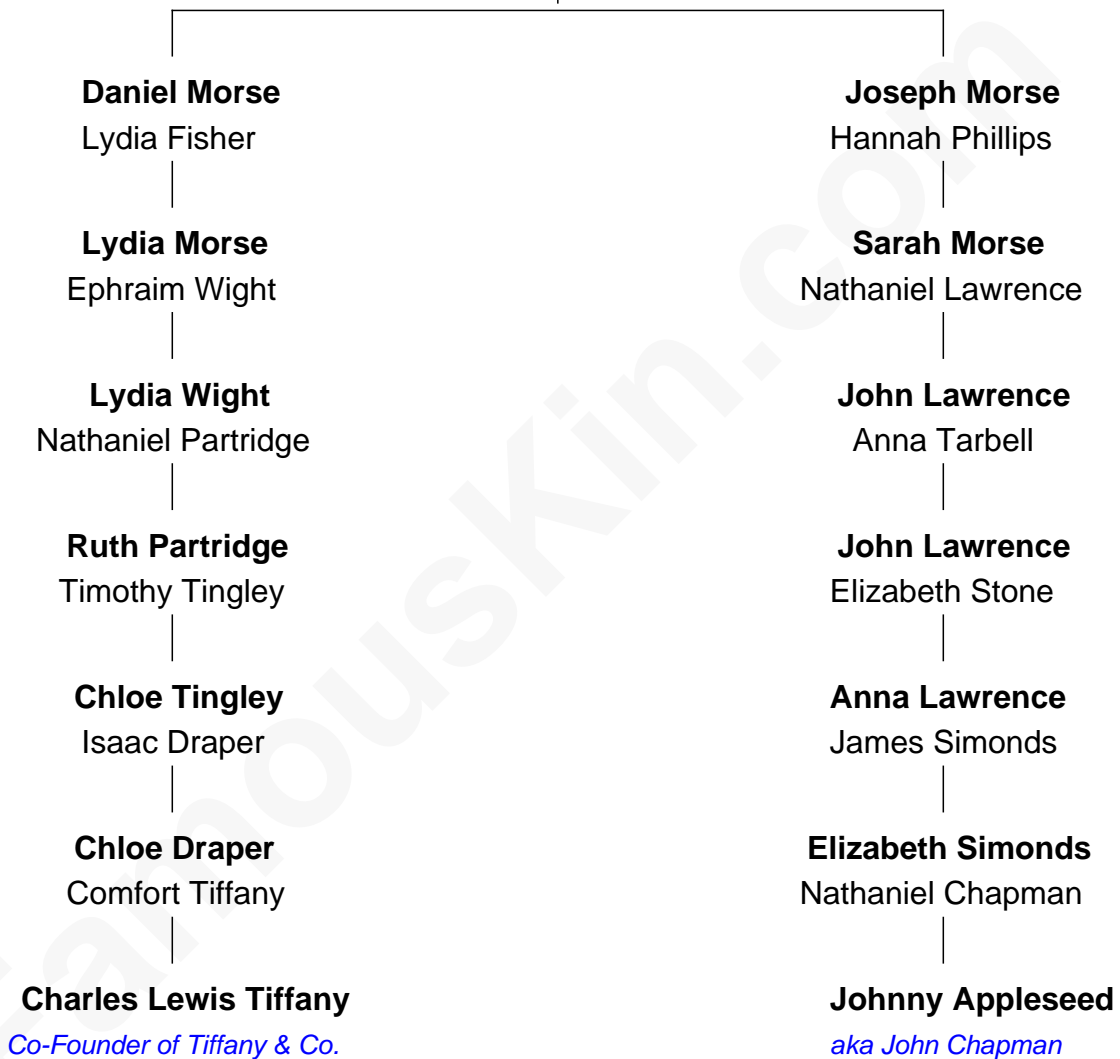 Daniel Morse
Lydia Fisher
Joseph Morse
Hannah Phillips
Lydia Morse
Ephraim Wight
Sarah Morse
Nathaniel Lawrence
Lydia Wight
Nathaniel Partridge
John Lawrence
Anna Tarbell
Ruth Partridge
Timothy Tingley
John Lawrence
Elizabeth Stone
Chloe Tingley
Isaac Draper
Anna Lawrence
James Simonds
Chloe Draper
Comfort Tiffany
Elizabeth Simonds
Nathaniel Chapman
Charles Lewis Tiffany
Co-Founder of Tiffany & Co.
Johnny Appleseed
aka John Chapman
FamousKin.com